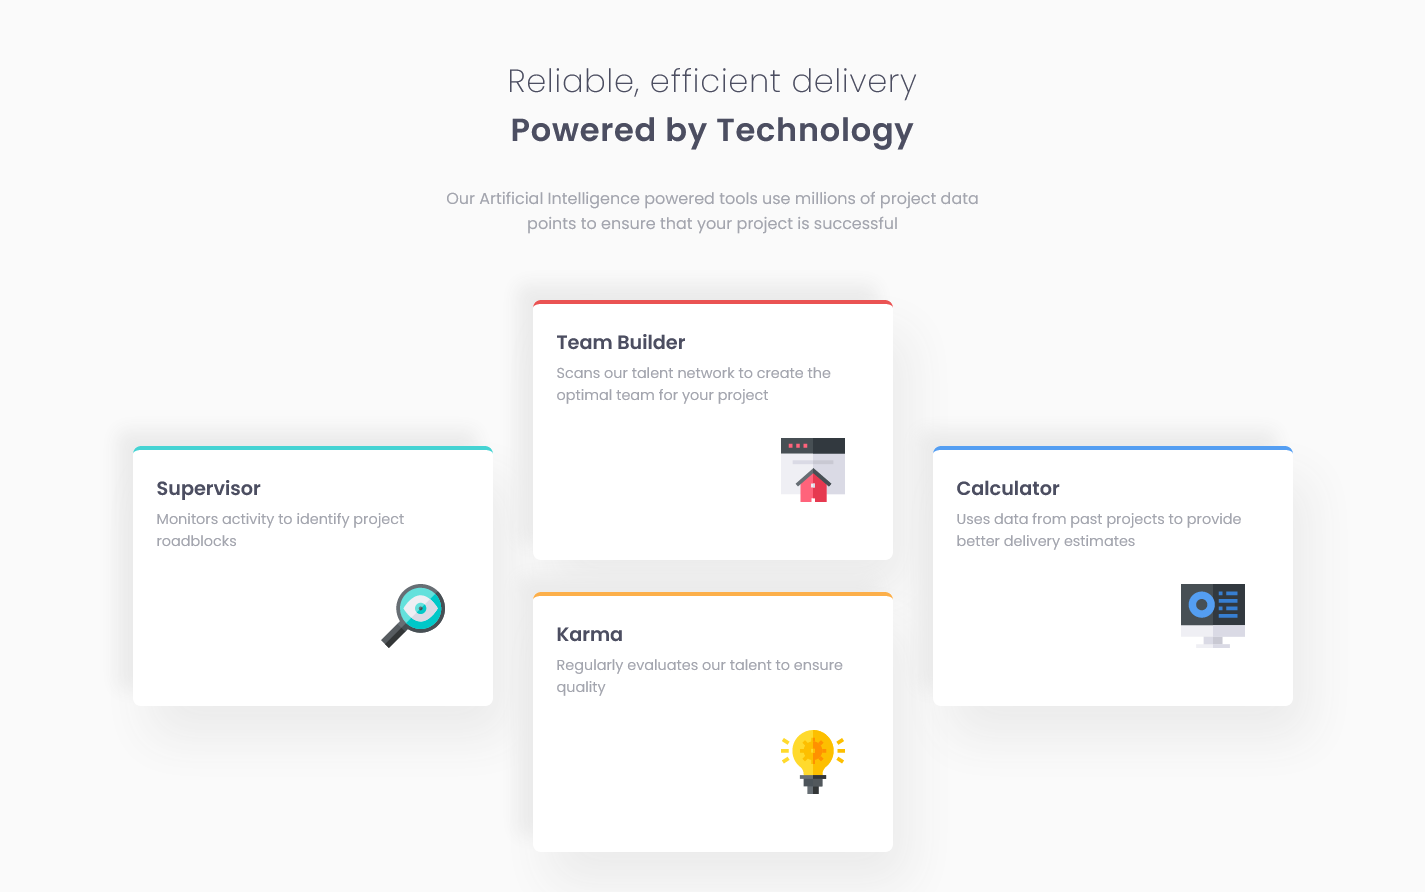 Reliable, efficient delivery
Powered by Technology
Our Artificial Intelligence powered tools use millions of project data
points to ensure that your project is successful
Team Builder
Scans our talent network to create the
optimal team for your project
Supervisor
Monitors activity to identify project
roadblocks
Calculator
Uses data from past projects to provide
better delivery estimates
Karma
Regularly evaluates our talent to ensure
quality